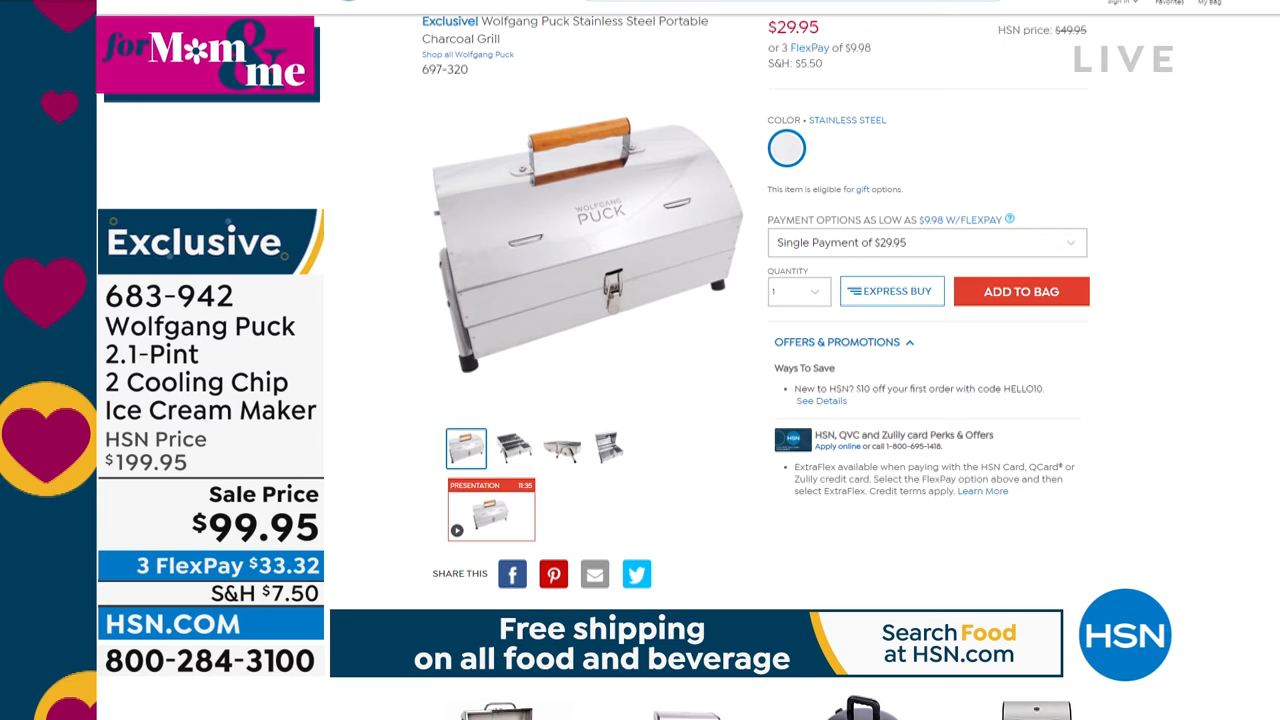 for Mom
& me
Exclusive
683-942
Wolfgang Puck
2.1-Pint
2 Cooling Chip
Ice Cream Maker
HSN Price
$199.95
Sale Price
$99.95
3 FlexPay $33.32
S&H $7.50
HSN.COM
800-284-3100
Sign in
Favorites
My Bag
Exclusive! Wolfgang Puck Stainless Steel Portable
Charcoal Grill
Shop all Wolfgang Puck
697-320
WOLFGANG
PUCK
PRESENTATION 11:35
SHARE THIS
$29.95
HSN price: $49.95
or 3 FlexPay of $9.98
S&H: $5.50
LIVE
COLOR • STAINLESS STEEL
This item is eligible for gift options.
PAYMENT OPTIONS AS LOW AS $9.98 W/FLEXPAY ?
Single Payment of $29.95
QUANTITY
1
EXPRESS BUY
ADD TO BAG
OFFERS & PROMOTIONS
Ways To Save
• New to HSN? $10 off your first order with code HELLO10.
See Details
HSN
HSN, QVC and Zulily card Perks & Offers
Apply online or call 1-800-695-1418.
• ExtraFlex available when paying with the HSN Card, QCard® or
Zulily credit card. Select the FlexPay option above and then
select ExtraFlex. Credit terms apply. Learn More
Free shipping
on all food and beverage
Search Food
at HSN.com
HSN